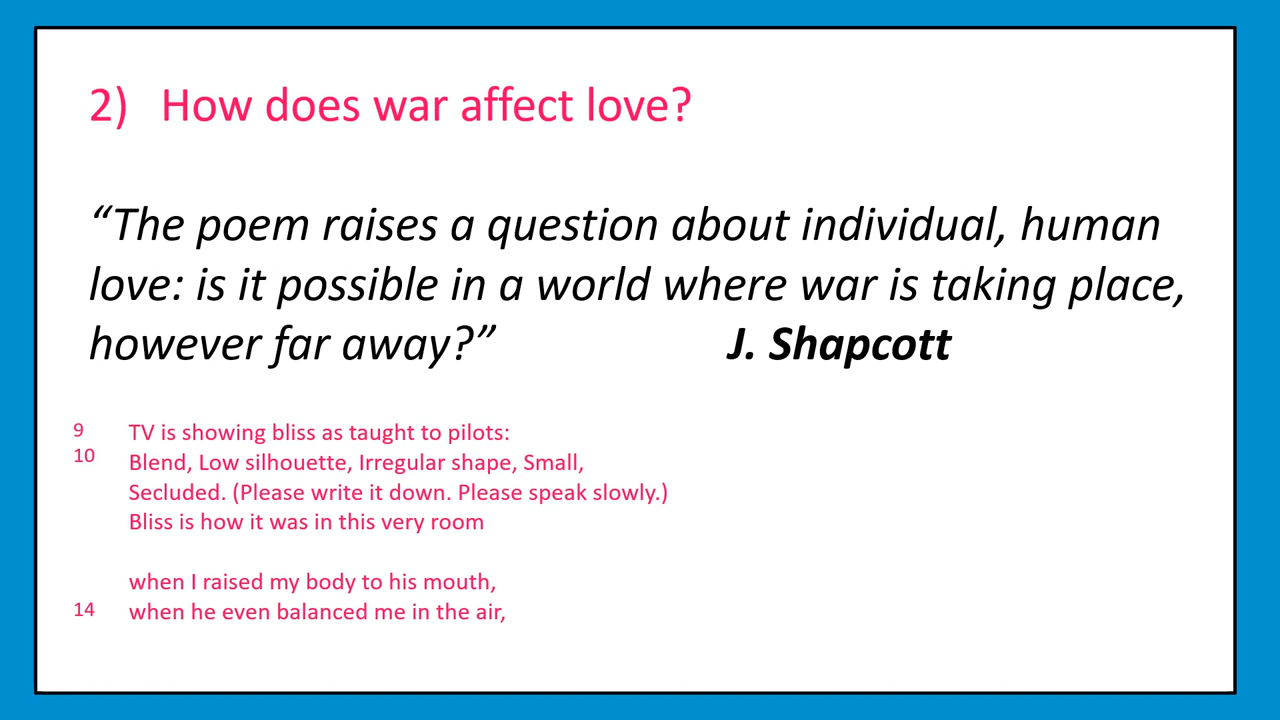 2) How does war affect love?
“The poem raises a question about individual, human
love: is it possible in a world where war is taking place,
however far away?” J. Shapcott
9 TV is showing bliss as taught to pilots:
10 Blend, Low silhouette, Irregular shape, Small,
Secluded. (Please write it down. Please speak slowly.)
Bliss is how it was in this very room
when I raised my body to his mouth,
14 when he even balanced me in the air,